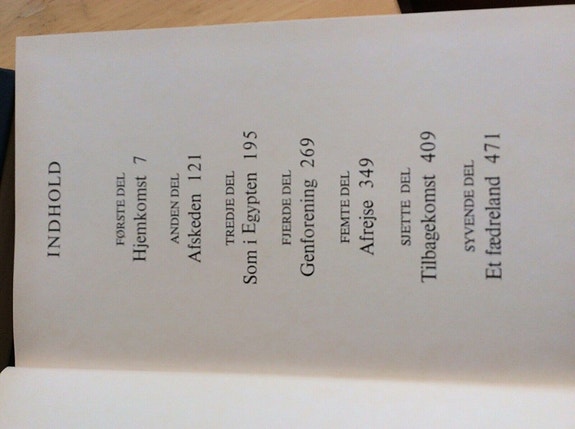 INDHOLD
FØRSTE DEL
Hjemkomst 7
ANDEN DEL
Afskeden 121
TREDIE DEL
Som i Egypten 195
FJERDE DEL
Genforening 269
FEMTE DEL
Afrejse 349
SJETTE DEL
Tilbagekomst 409
SYVENDE DEL
Et fædreland 471